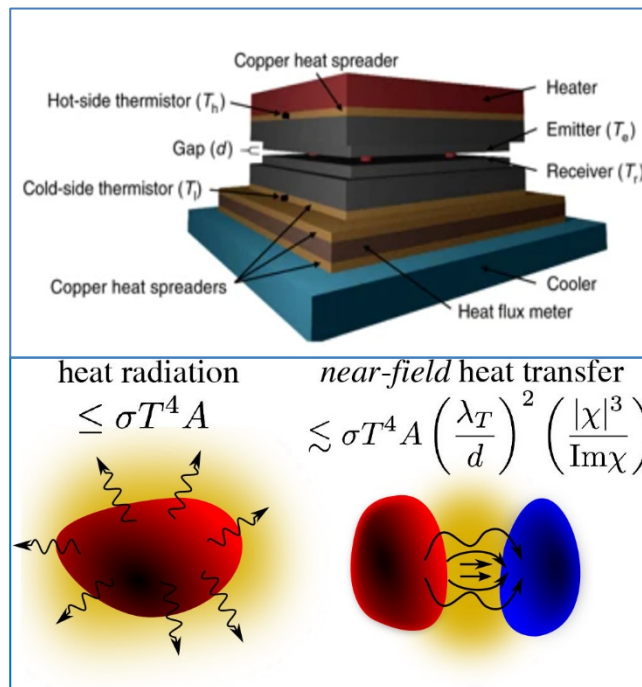 Copper heat spreader
Hot-side thermistor (Tₕ)
Heater
Emitter (Tₑ)
Gap (d)
Receiver (Tᵣ)
Cold-side thermistor (Tₗ)
Copper heat spreaders
Cooler
Heat flux meter
heat radiation
≤ σT⁴A
near-field heat transfer
≲ σT⁴A (λ_T/d)² (|χ|³/Imχ)